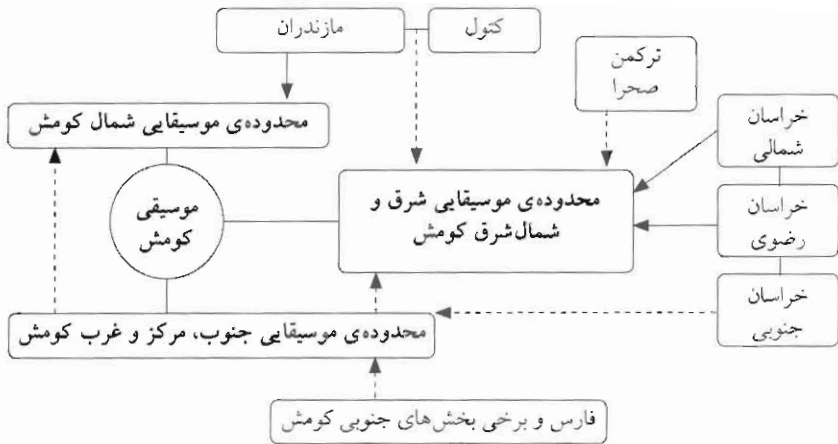 مازندران
کتول
ترکمن
صحرا
محدوده‌ی موسیقایی شمال کومش
خراسان
شمالی
موسیقی
کومش
محدوده‌ی موسیقایی شرق و
شمال‌شرق کومش
خراسان
رضوی
خراسان
جنوبی
محدوده‌ی موسیقایی جنوب، مرکز و غرب کومش
فارس و برخی بخش‌های جنوبی کومش